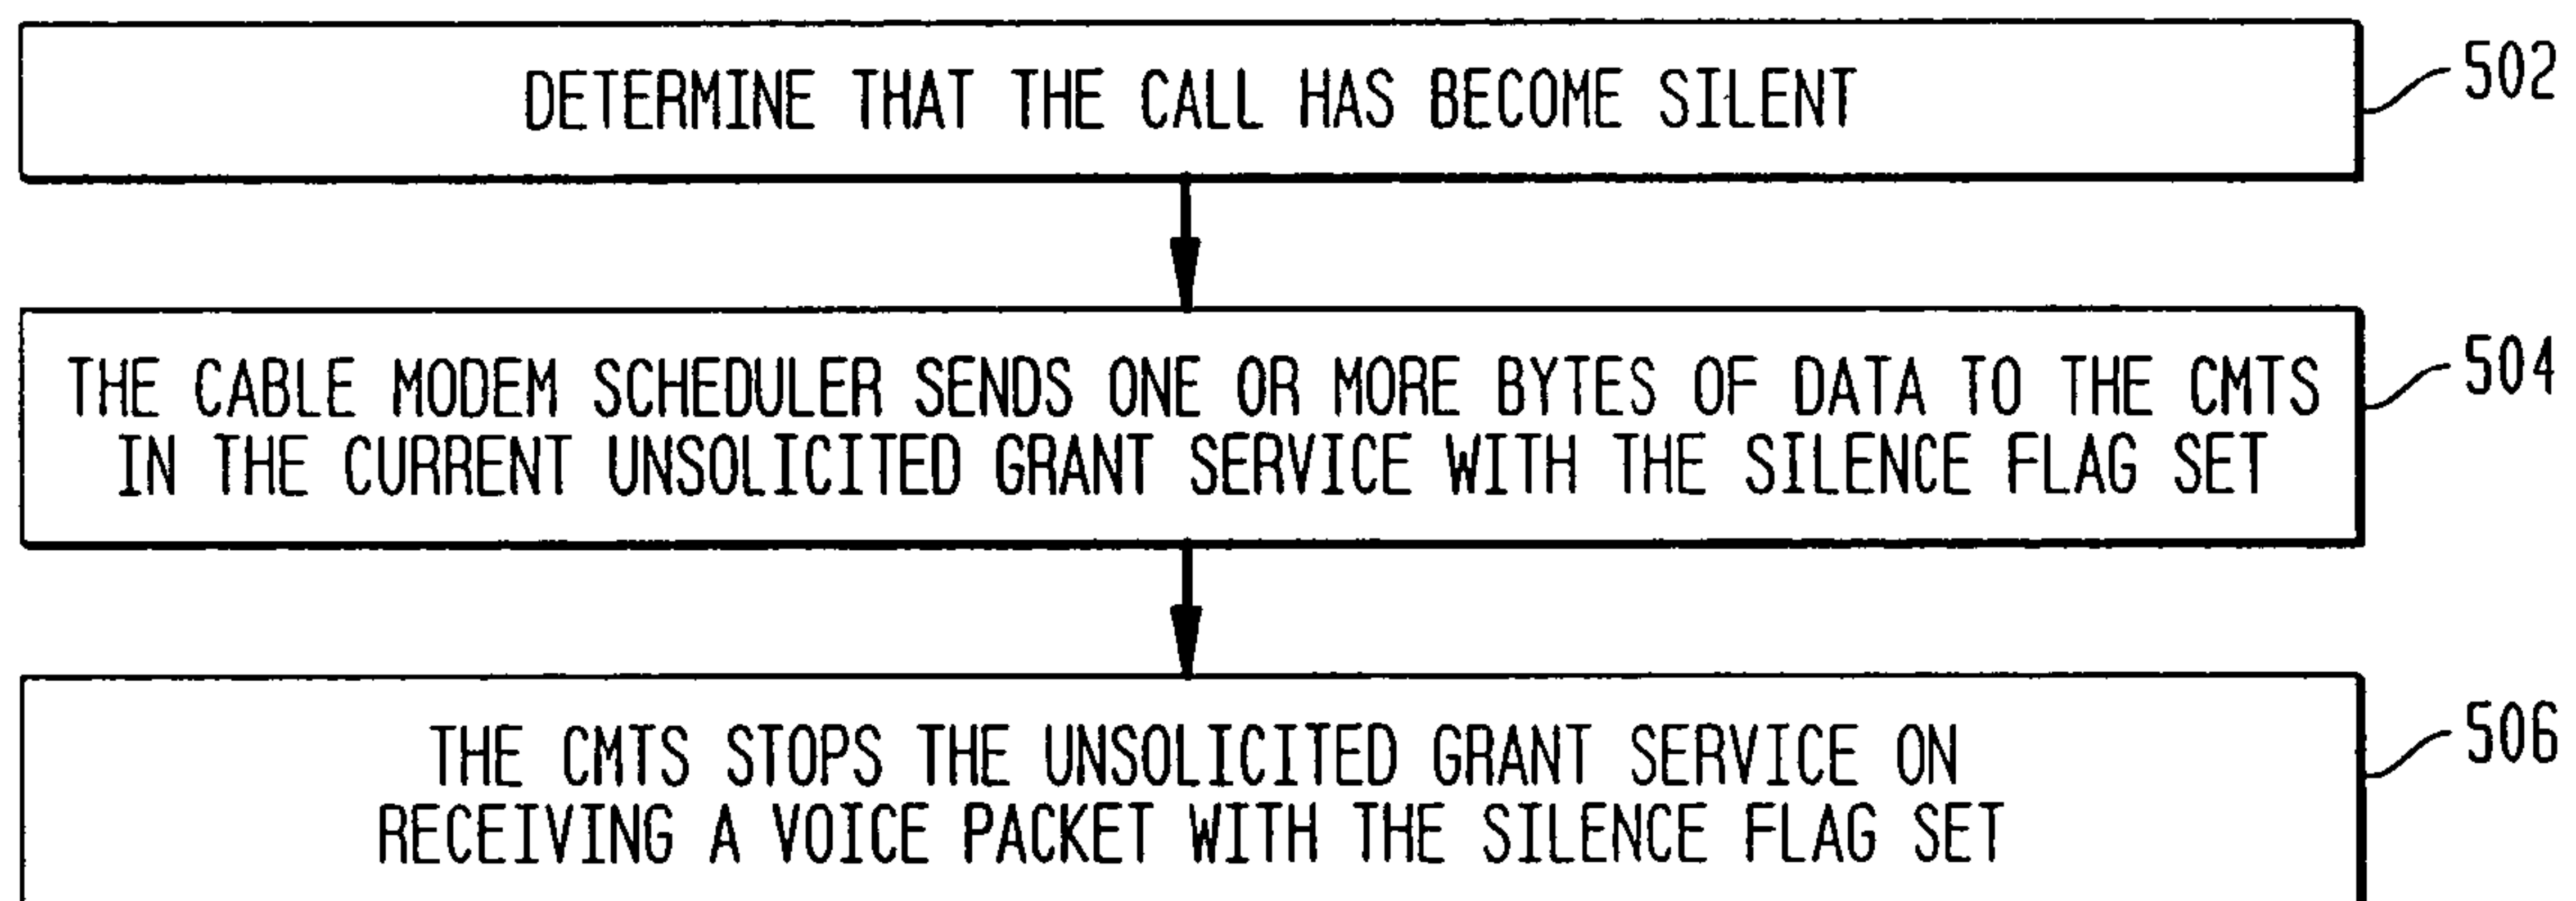 DETERMINE THAT THE CALL HAS BECOME SILENT
502
THE CABLE MODEM SCHEDULER SENDS ONE OR MORE BYTES OF DATA TO THE CMTS
IN THE CURRENT UNSOLICITED GRANT SERVICE WITH THE SILENCE FLAG SET
504
THE CMTS STOPS THE UNSOLICITED GRANT SERVICE ON
RECEIVING A VOICE PACKET WITH THE SILENCE FLAG SET
506